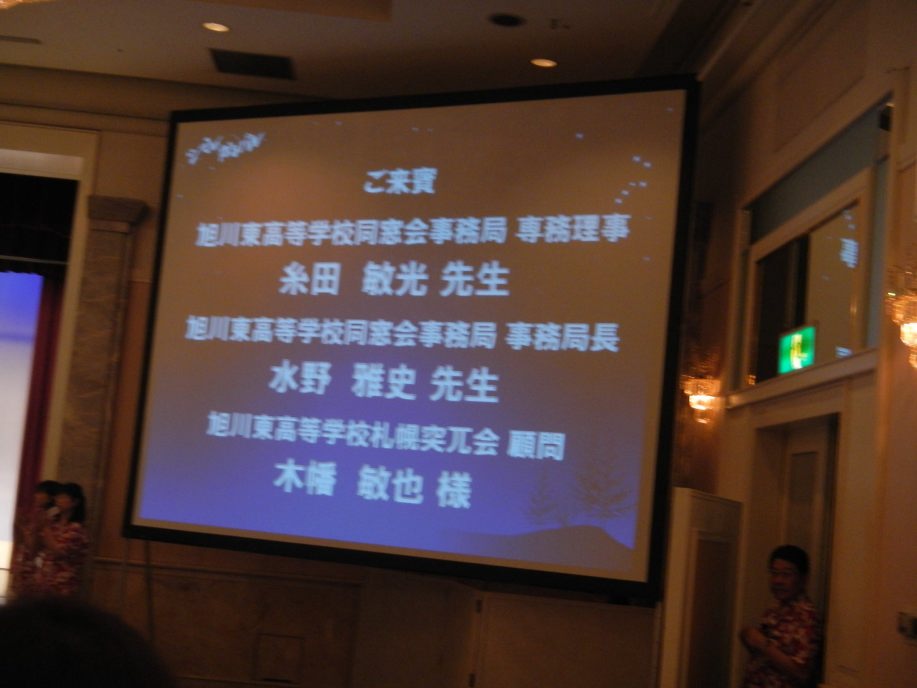 ご来賓
旭川東高等学校同窓会事務局 専務理事
糸田 敏光 先生
旭川東高等学校同窓会事務局 事務局長
水野 雅史 先生
旭川東高等学校札幌突兀会 顧問
木幡 敏也 様